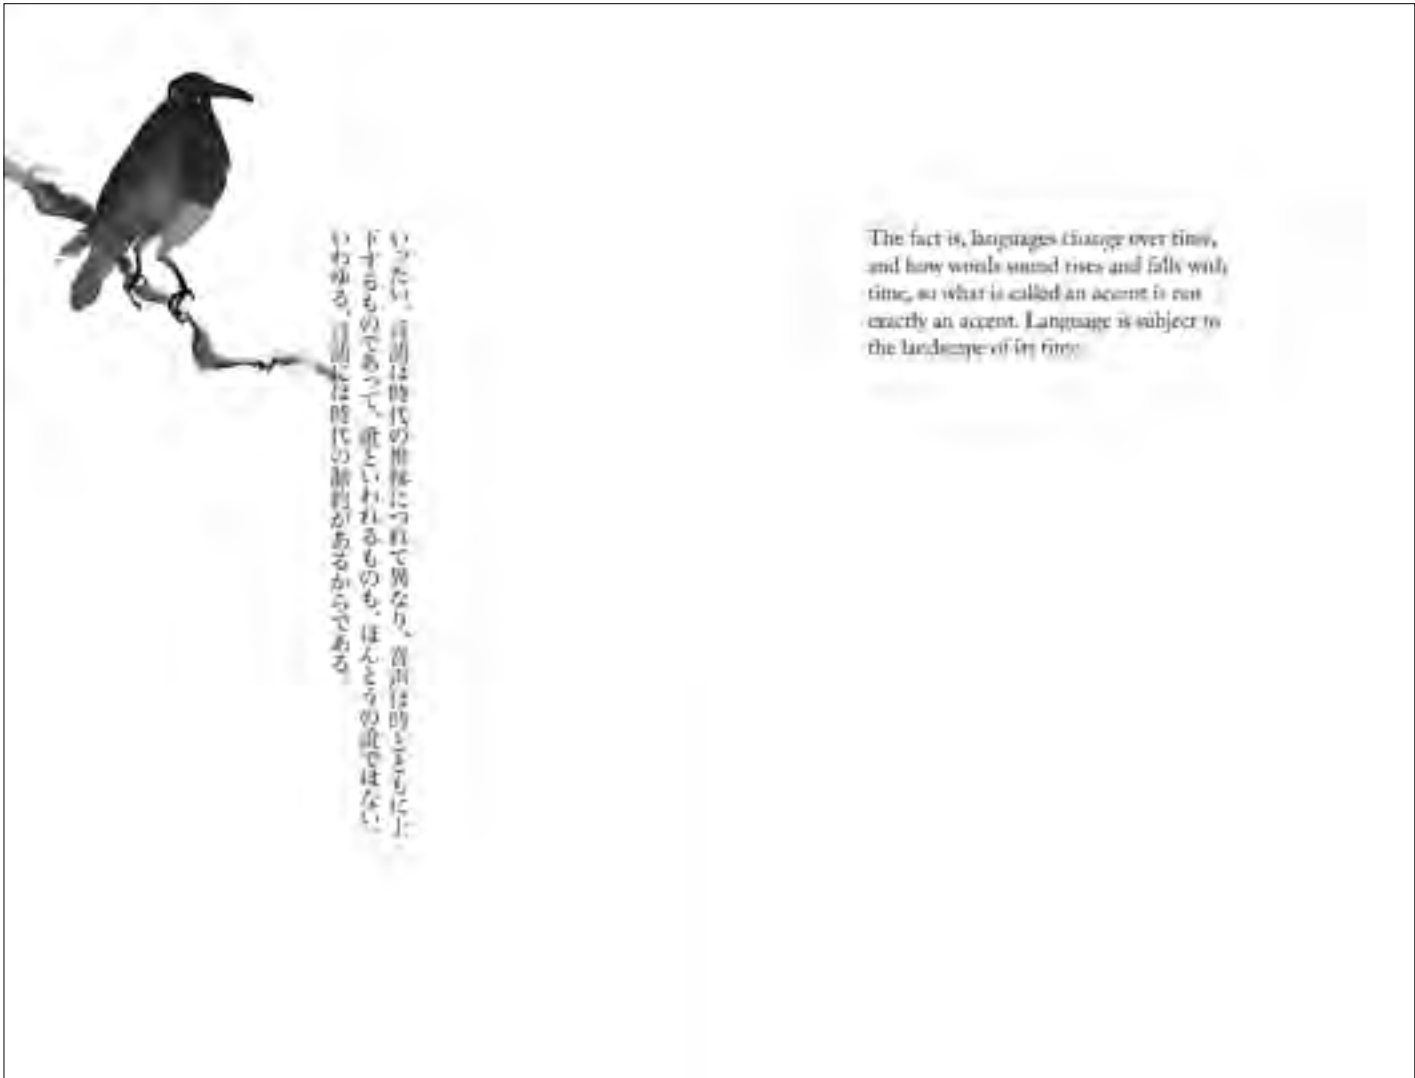 いったい、言語は時代の推移につれて異なり、音声は時とともに上
下するものであって、訛といわれるものも、ほんとうの訛ではない。
いわゆる、言語には時代の制約があるからである。
The fact is, languages change over time,
and how words sound rises and falls with
time, so what is called an accent is not
exactly an accent. Language is subject to
the landscape of its time.